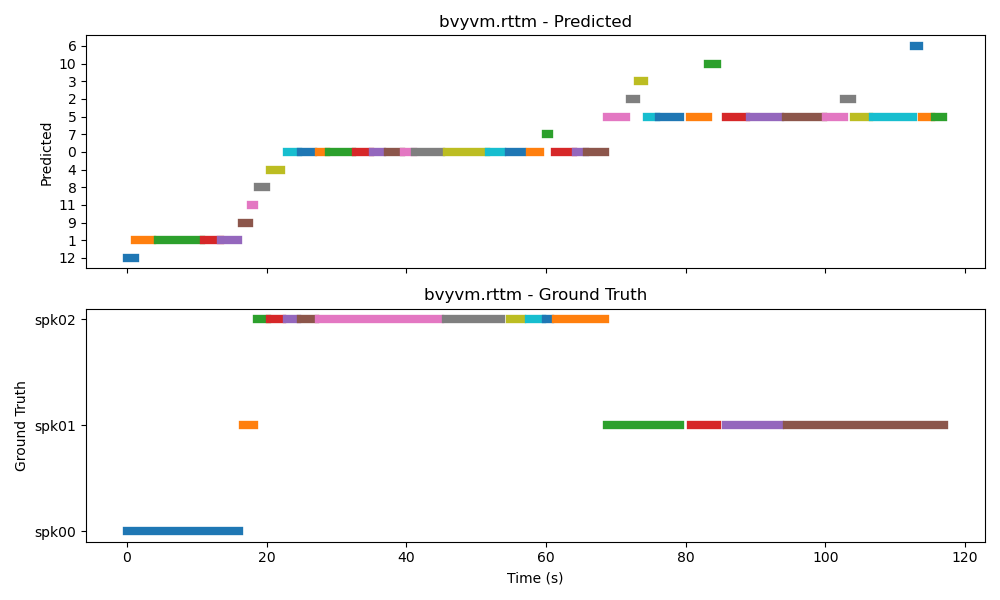 bvyvm.rttm - Predicted
6
10
3
2
5
7
0
4
8
11
9
1
12
Predicted
bvyvm.rttm - Ground Truth
spk02
spk01
spk00
Ground Truth
0 20 40 60 80 100 120
Time (s)